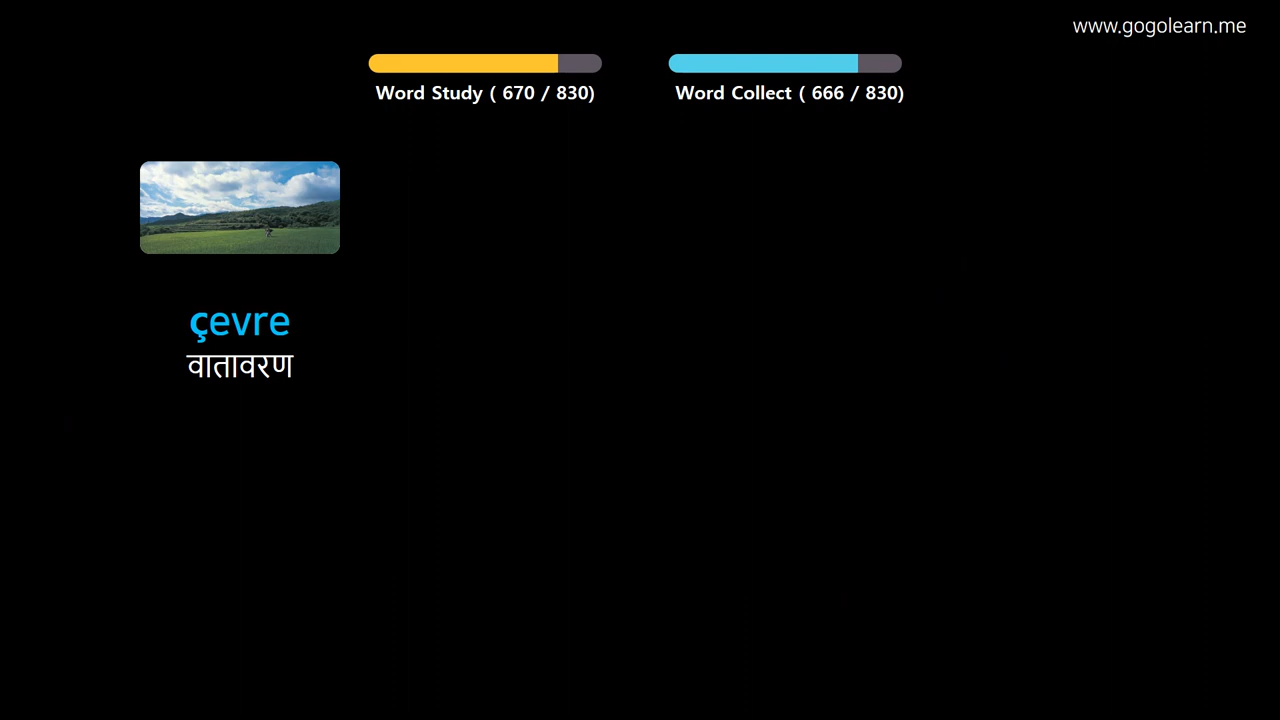 www.gogolearn.me
Word Study ( 670 / 830)
Word Collect ( 666 / 830)
çevre
वातावरण